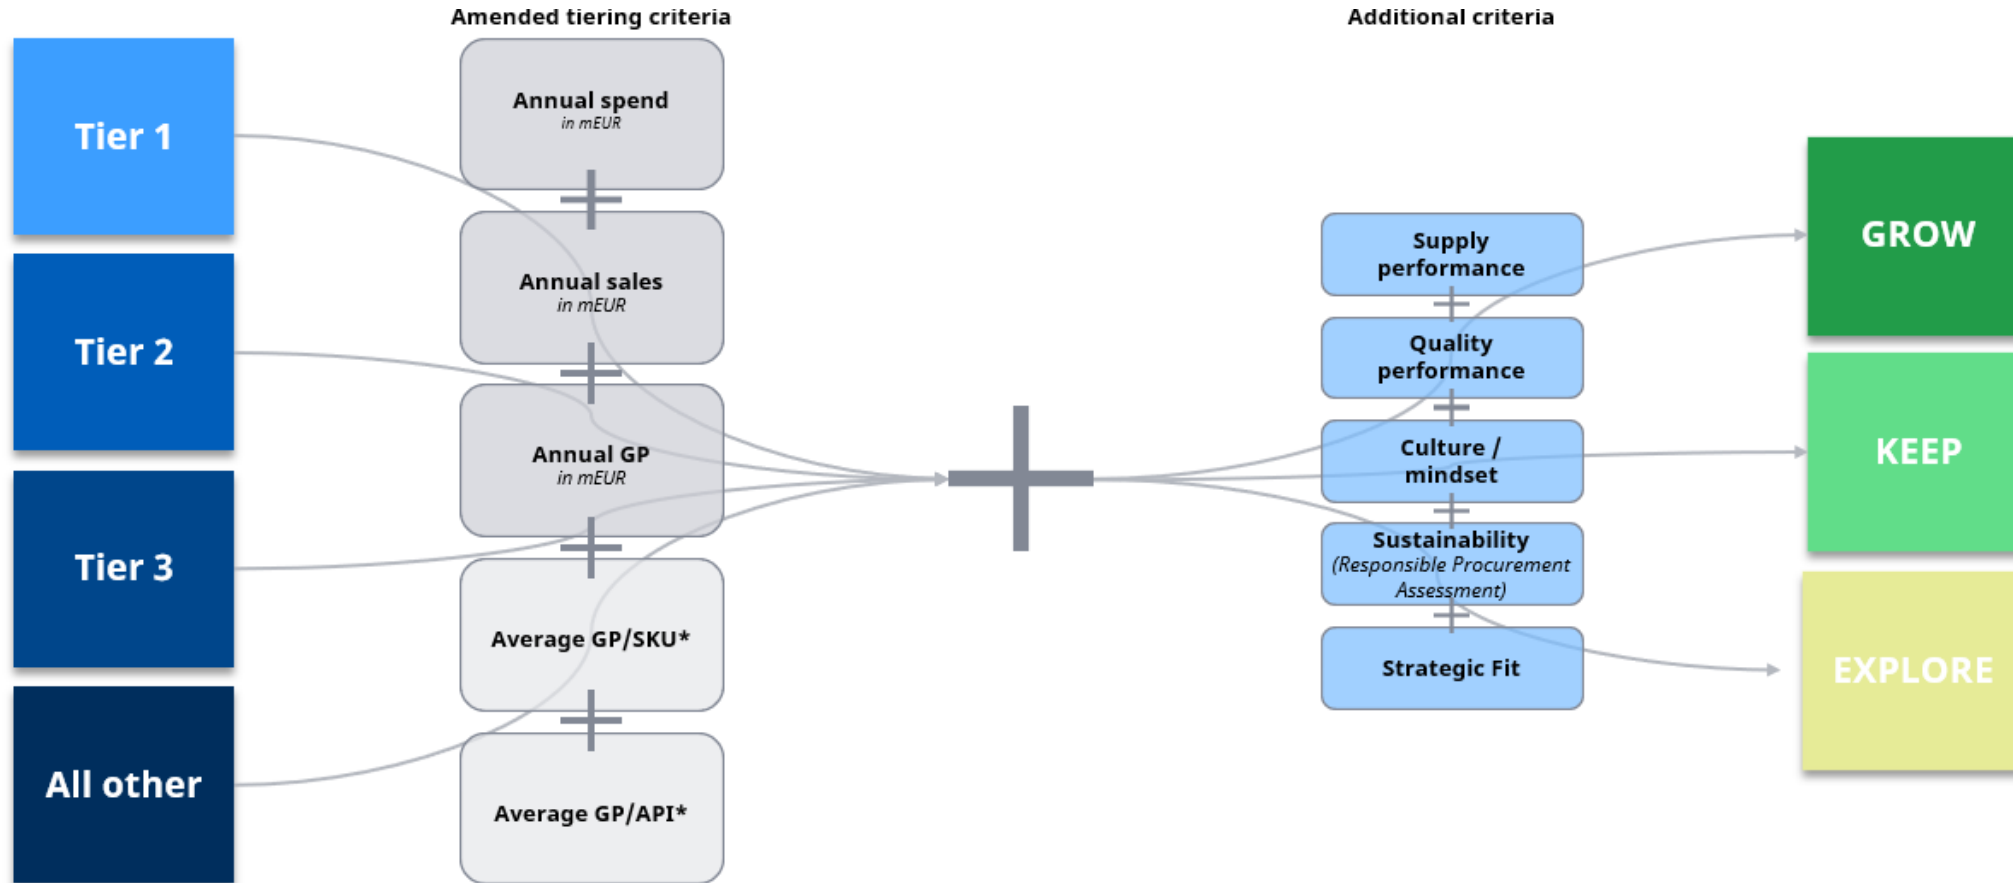 Amended tiering criteria
Additional criteria
Tier 1
Tier 2
Tier 3
All other
Annual spend
in mEUR
Annual sales
in mEUR
Annual GP
in mEUR
Average GP/SKU*
Average GP/API*
Supply
performance
Quality
performance
Culture /
mindset
Sustainability
(Responsible Procurement
Assessment)
Strategic Fit
GROW
KEEP
EXPLORE